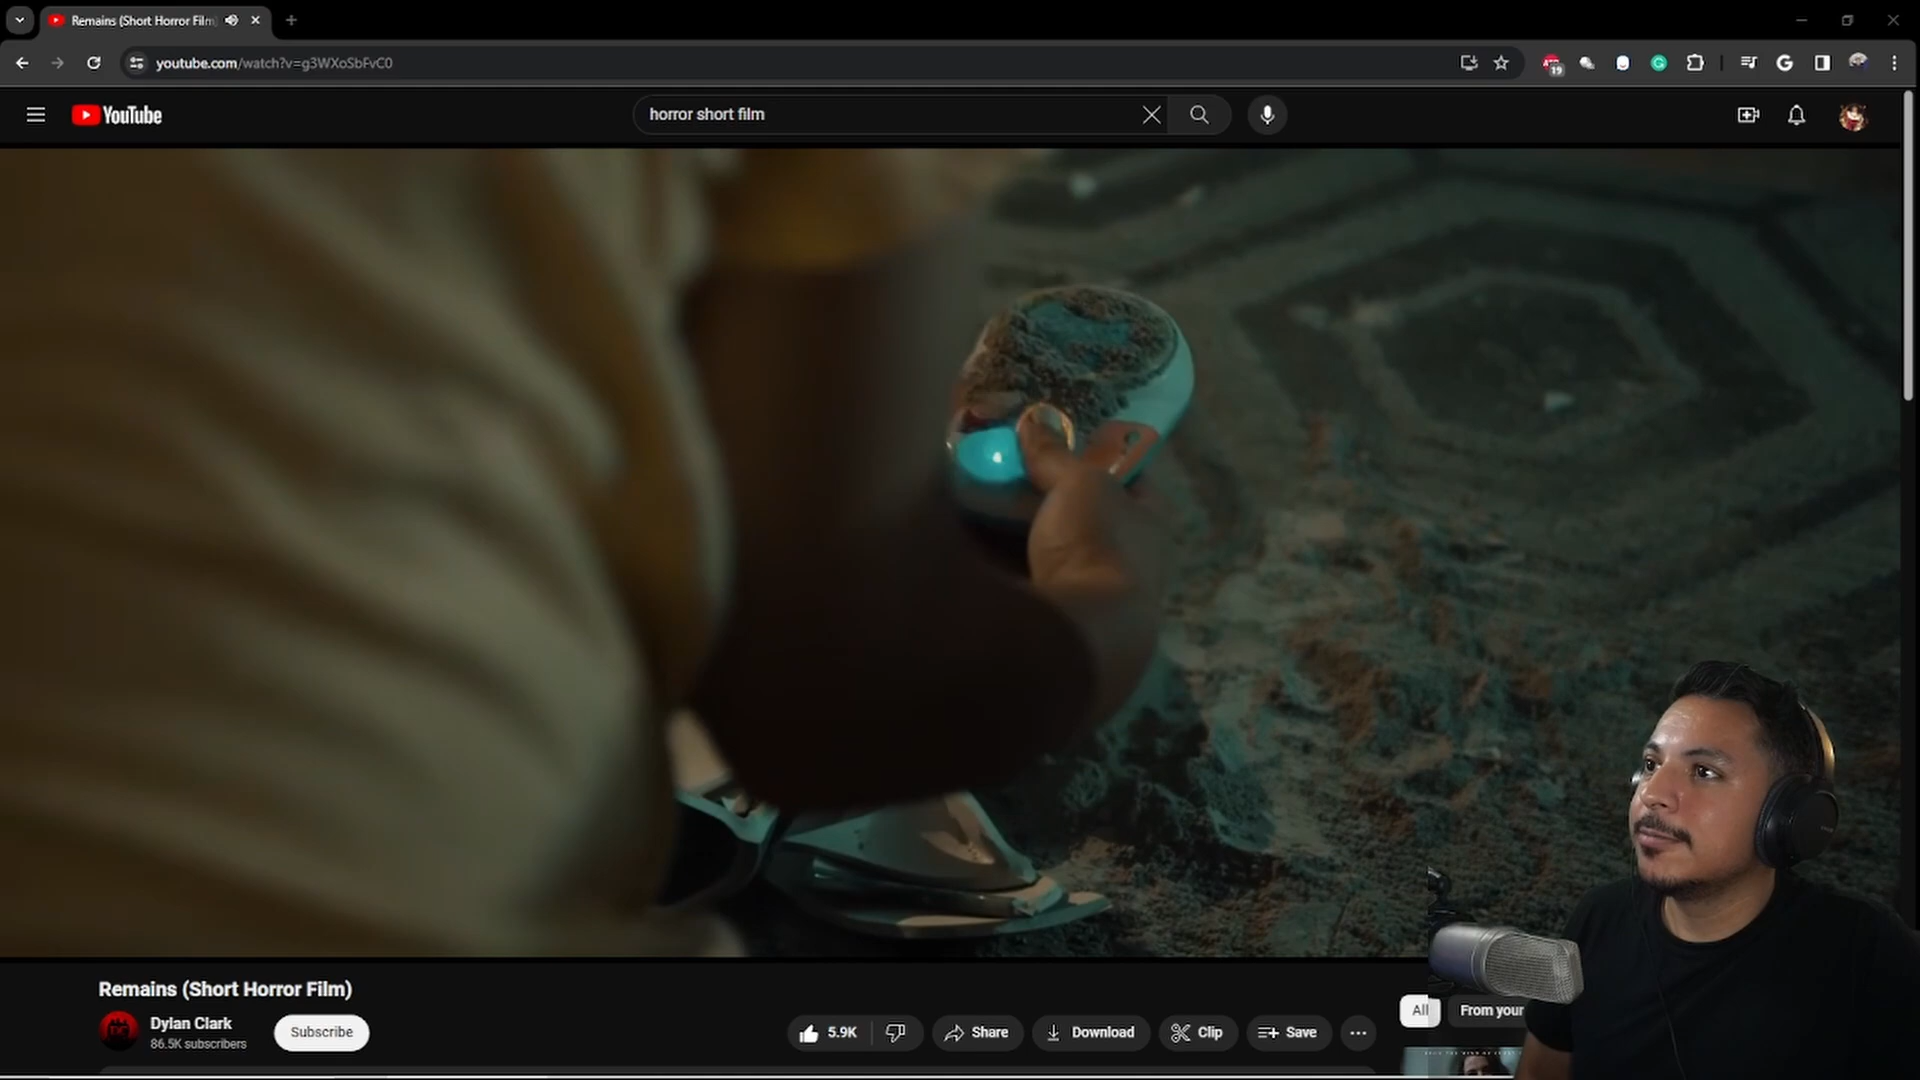 Remains (Short Horror Film)
youtube.com/watch?v=g3WXoSbFvC0
19
YouTube
horror short film
Remains (Short Horror Film)
Dylan Clark
86.5K subscribers
Subscribe
5.9K
Share
Download
Clip
Save
All
From your